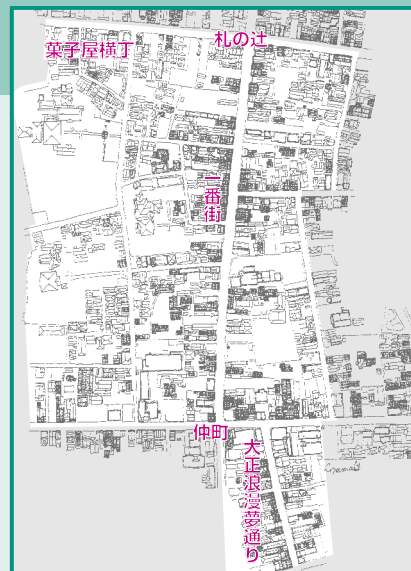 菓子屋横丁
札の辻
一番街
仲町
大正浪漫夢通り